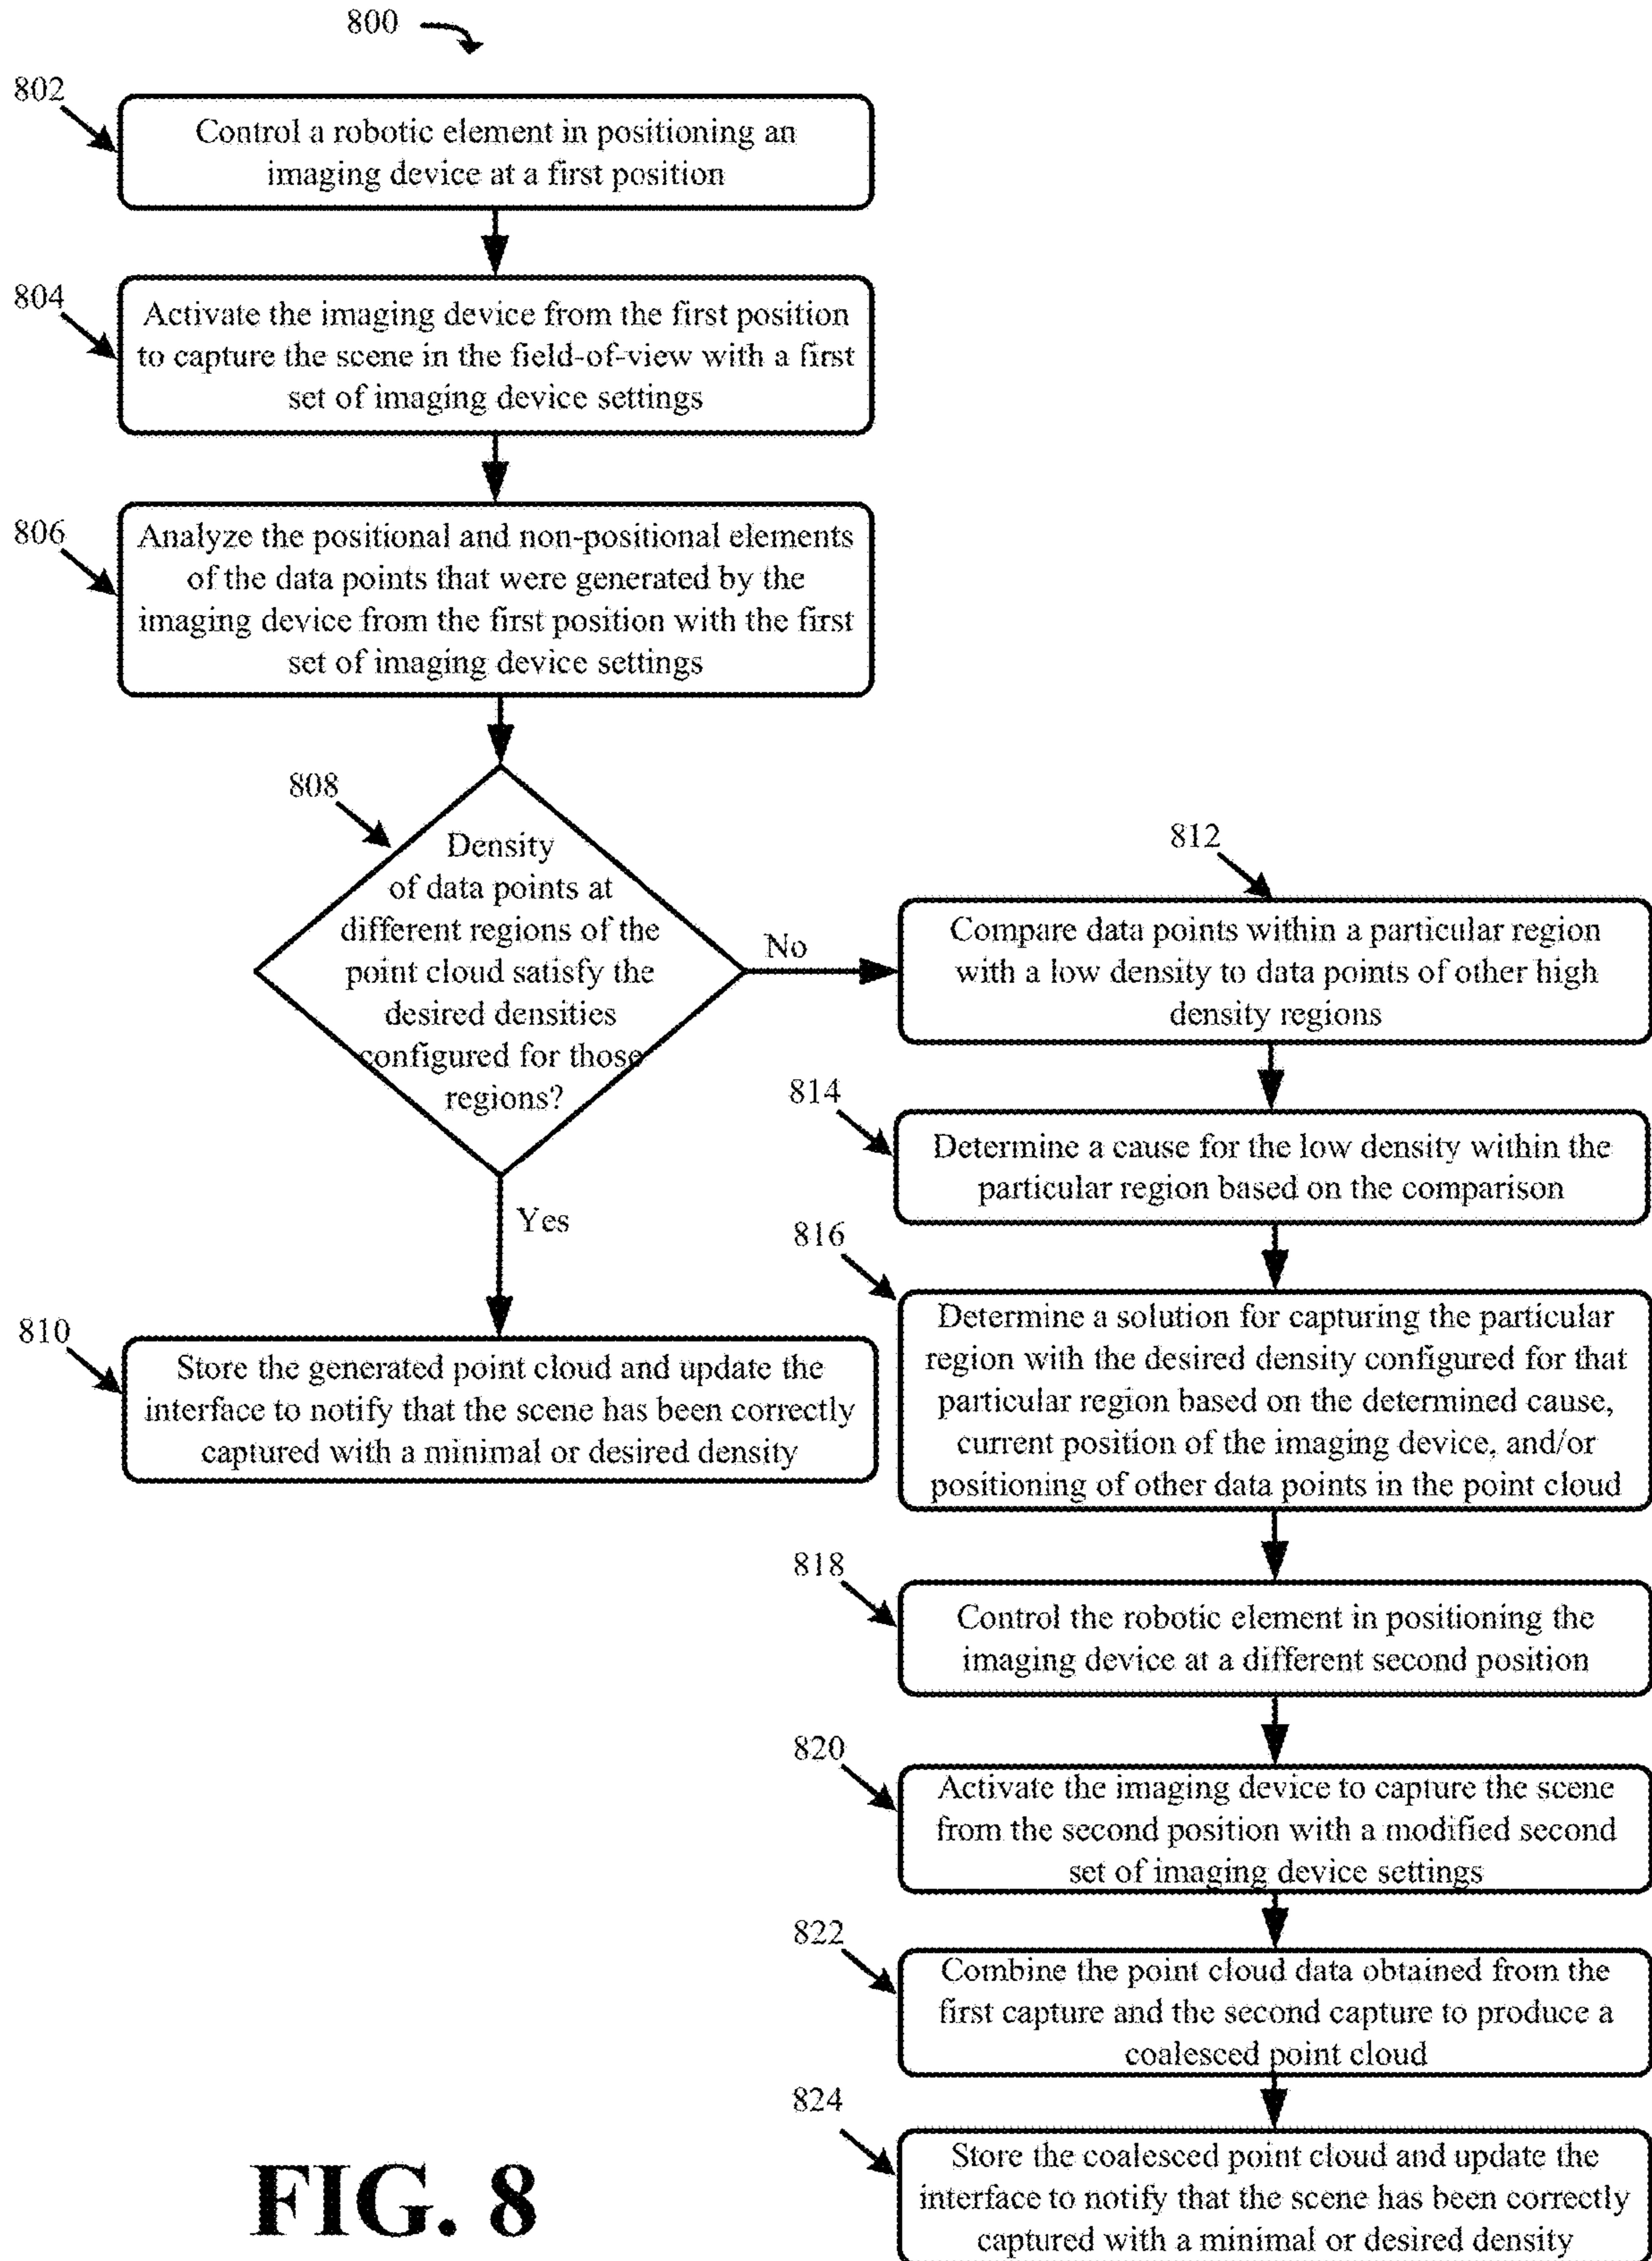 800
802
Control a robotic element in positioning an
imaging device at a first position
804
Activate the imaging device from the first position
to capture the scene in the field-of-view with a first
set of imaging device settings
806
Analyze the positional and non-positional elements
of the data points that were generated by the
imaging device from the first position with the first
set of imaging device settings
808
Density
of data points at
different regions of the
point cloud satisfy the
desired densities
configured for those
regions?
No
Yes
810
Store the generated point cloud and update the
interface to notify that the scene has been correctly
captured with a minimal or desired density
812
Compare data points within a particular region
with a low density to data points of other high
density regions
814
Determine a cause for the low density within the
particular region based on the comparison
816
Determine a solution for capturing the particular
region with the desired density configured for that
particular region based on the determined cause,
current position of the imaging device, and/or
positioning of other data points in the point cloud
818
Control the robotic element in positioning the
imaging device at a different second position
820
Activate the imaging device to capture the scene
from the second position with a modified second
set of imaging device settings
822
Combine the point cloud data obtained from the
first capture and the second capture to produce a
coalesced point cloud
824
Store the coalesced point cloud and update the
interface to notify that the scene has been correctly
captured with a minimal or desired density
FIG. 8